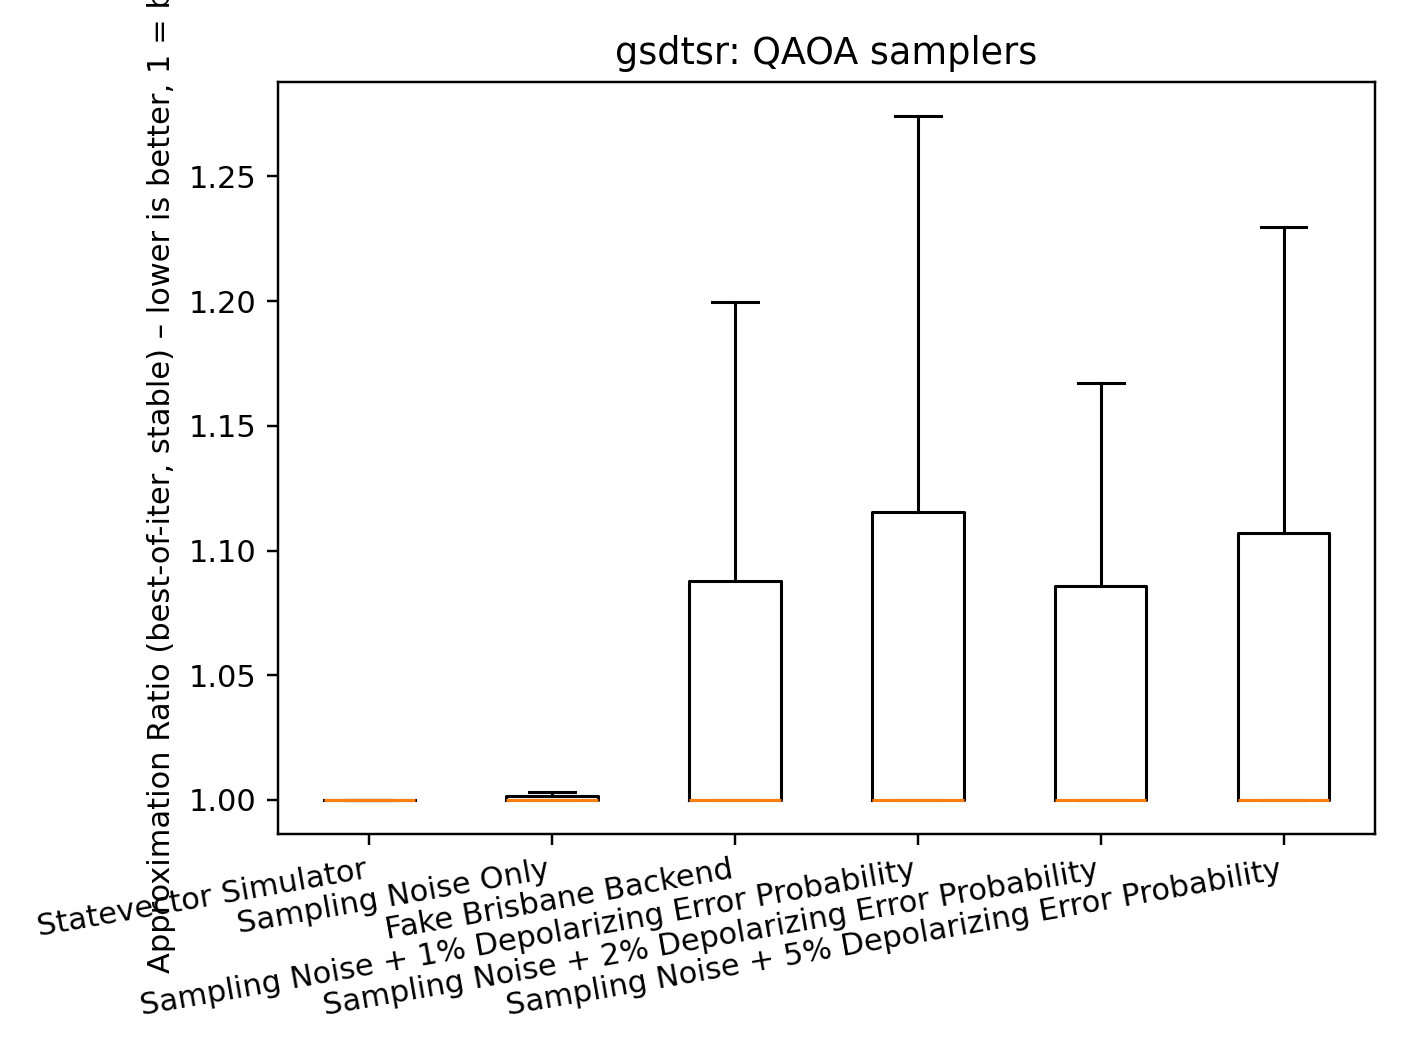 gsdtsr: QAOA samplers
Approximation Ratio (best-of-iter, stable) – lower is better, 1 =
1.25
1.20
1.15
1.10
1.05
1.00
Statevector Simulator
Sampling Noise Only
Fake Brisbane Backend
Sampling Noise + 1% Depolarizing Error Probability
Sampling Noise + 2% Depolarizing Error Probability
Sampling Noise + 5% Depolarizing Error Probability